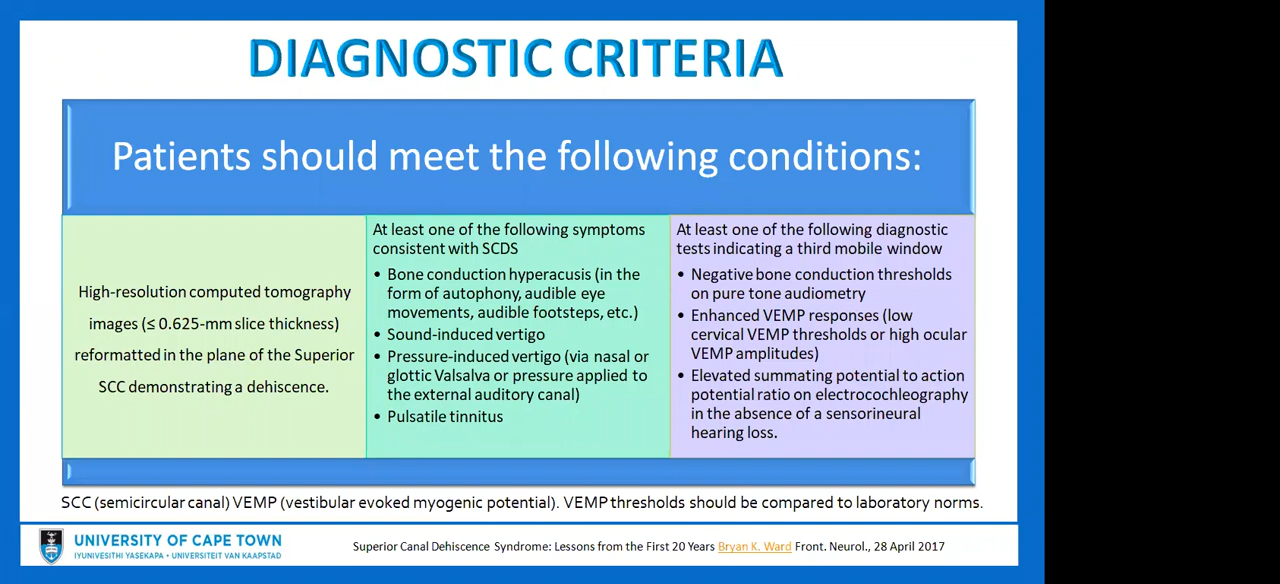 DIAGNOSTIC CRITERIA
Patients should meet the following conditions:
High-resolution computed tomography
images (≤ 0.625-mm slice thickness)
reformatted in the plane of the Superior
SCC demonstrating a dehiscence.
At least one of the following symptoms
consistent with SCDS
• Bone conduction hyperacusis (in the
form of autophony, audible eye
movements, audible footsteps, etc.)
• Sound-induced vertigo
• Pressure-induced vertigo (via nasal or
glottic Valsalva or pressure applied to
the external auditory canal)
• Pulsatile tinnitus
At least one of the following diagnostic
tests indicating a third mobile window
• Negative bone conduction thresholds
on pure tone audiometry
• Enhanced VEMP responses (low
cervical VEMP thresholds or high ocular
VEMP amplitudes)
• Elevated summating potential to action
potential ratio on electrocochleography
in the absence of a sensorineural
hearing loss.
SCC (semicircular canal) VEMP (vestibular evoked myogenic potential). VEMP thresholds should be compared to laboratory norms.
UNIVERSITY OF CAPE TOWN
IYUNIVESITHI YASEKAPA • UNIVERSITEIT VAN KAAPSTAD
Superior Canal Dehiscence Syndrome: Lessons from the First 20 Years Bryan K. Ward Front. Neurol., 28 April 2017